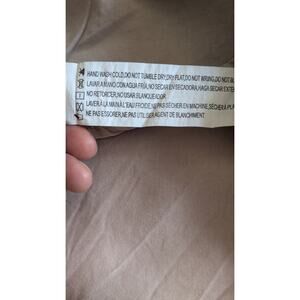 HAND WASH COLD,DO NOT TUMBLE DRY,DRY FLAT,DO NOT WRING,DO NOT
LAVAR A MANO CON AGUA FRIA,NO SECAR EN SECADORA,HAGA SECAR
NO RETORCER,NO USAR BLANQUEADOR
LAVER À LA MAIN À L'EAU FROIDE,NE PAS SÉCHER EN MACHINE,SÉCHER À
NE PAS ESSORER,NE PAS UTILISER AGENT DE BLANCHIMENT